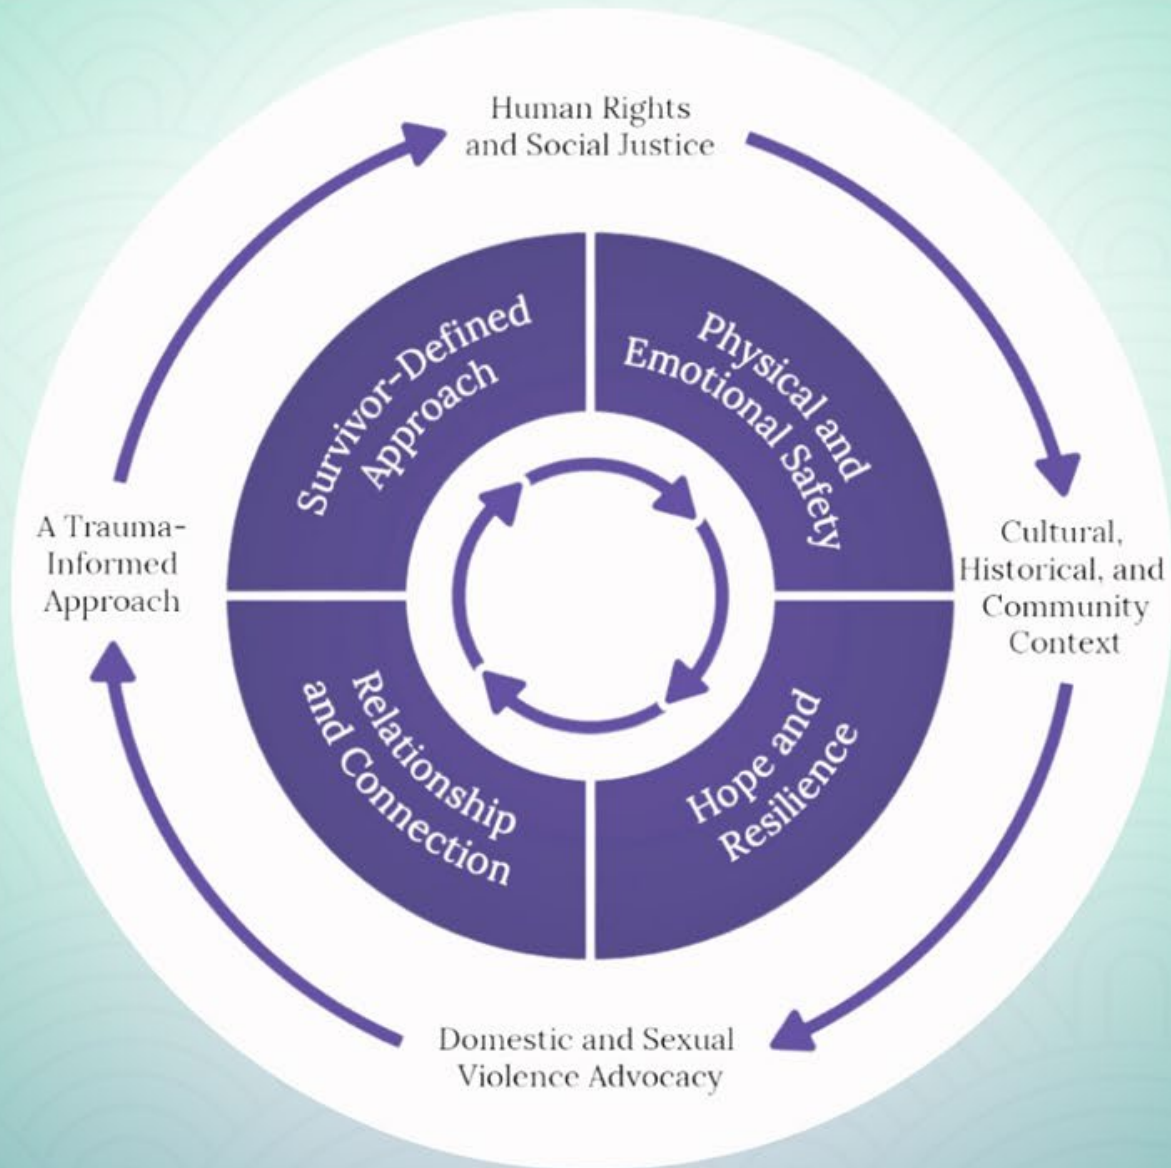 Human Rights
and Social Justice
Survivor-Defined
Approach
Physical and
Emotional Safety
A Trauma-
Informed
Approach
Cultural,
Historical, and
Community
Context
Relationship
and Connection
Hope and
Resilience
Domestic and Sexual
Violence Advocacy